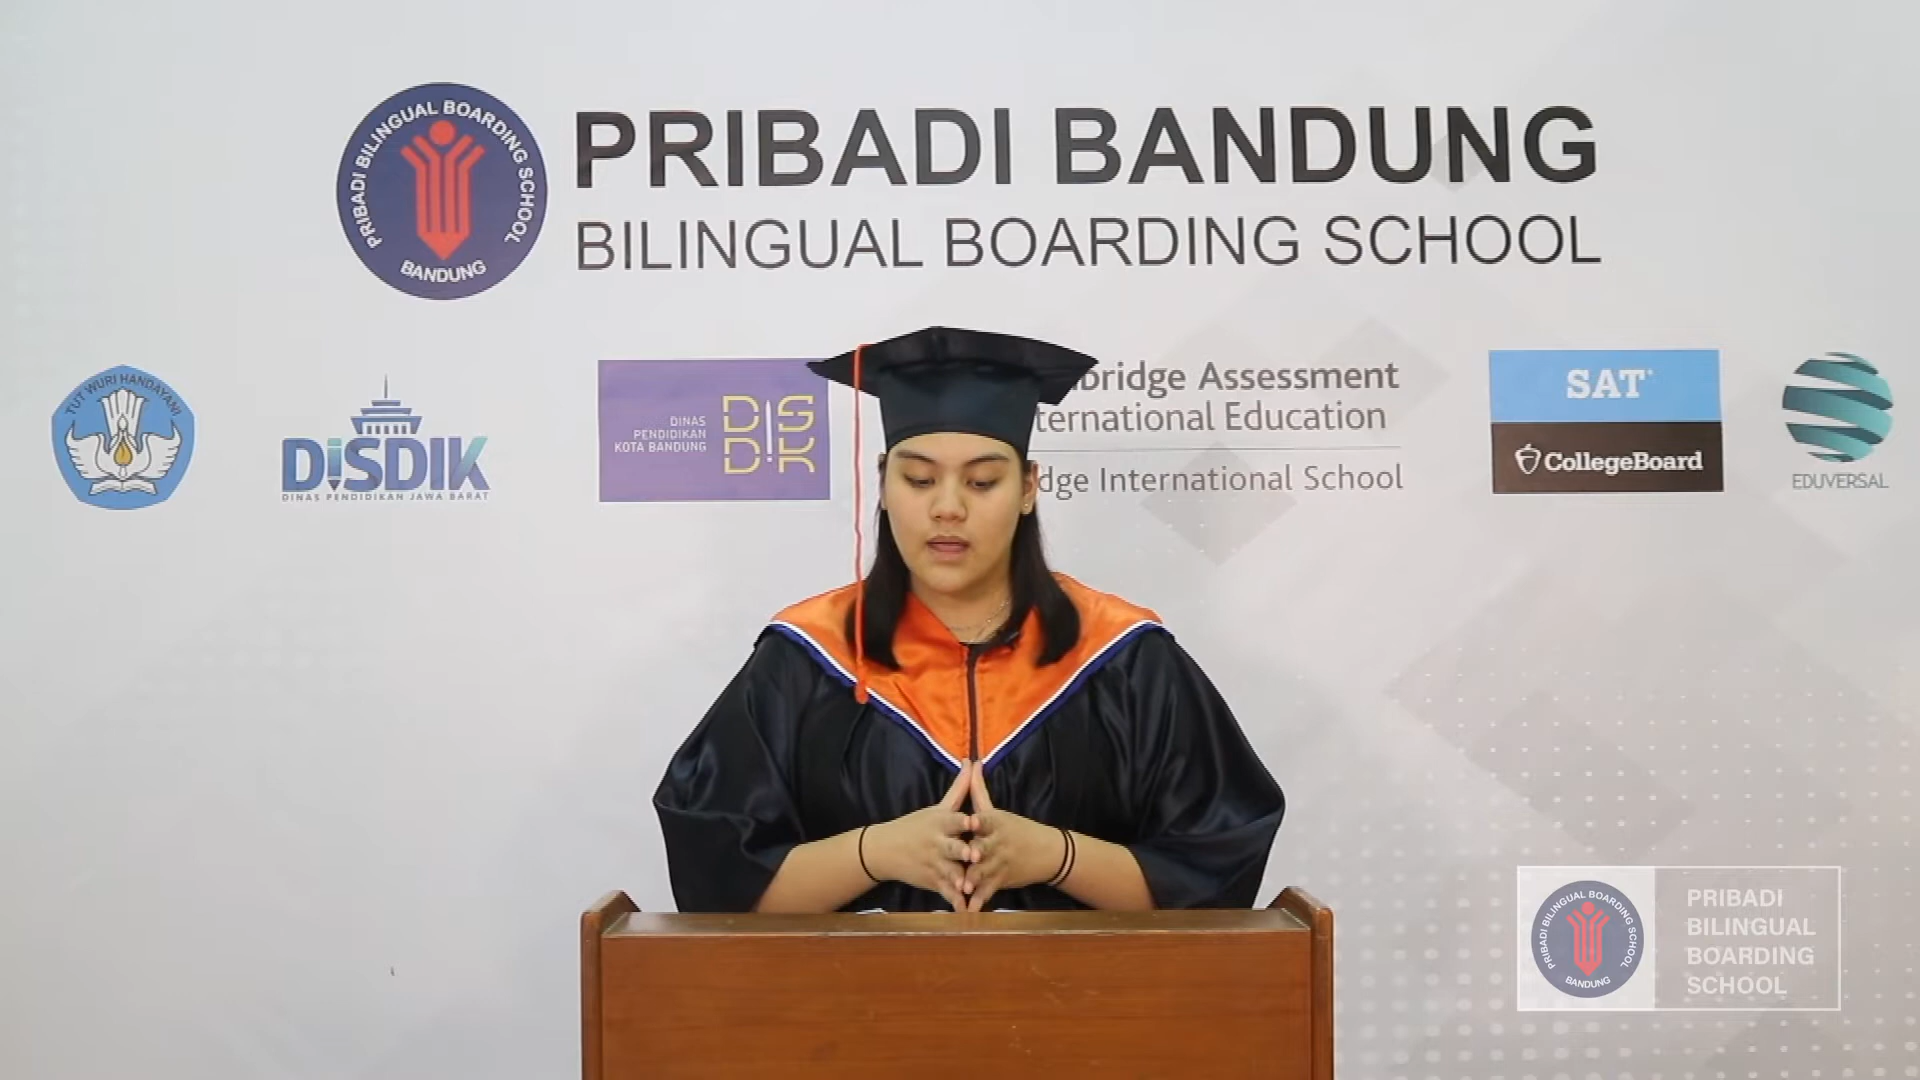 PRIBADI BILINGUAL BOARDING SCHOOL
BANDUNG
PRIBADI BANDUNG
BILINGUAL BOARDING SCHOOL
TUT WURI HANDAYANI
DISDIK
DINAS PENDIDIKAN JAWA BARAT
DINAS
PENDIDIKAN
KOTA BANDUNG
DIS
DIK
bridge Assessment
ternational Education
dge International School
SAT
CollegeBoard
EDUVERSAL
PRIBADI BILINGUAL BOARDING SCHOOL
BANDUNG
PRIBADI
BILINGUAL
BOARDING
SCHOOL